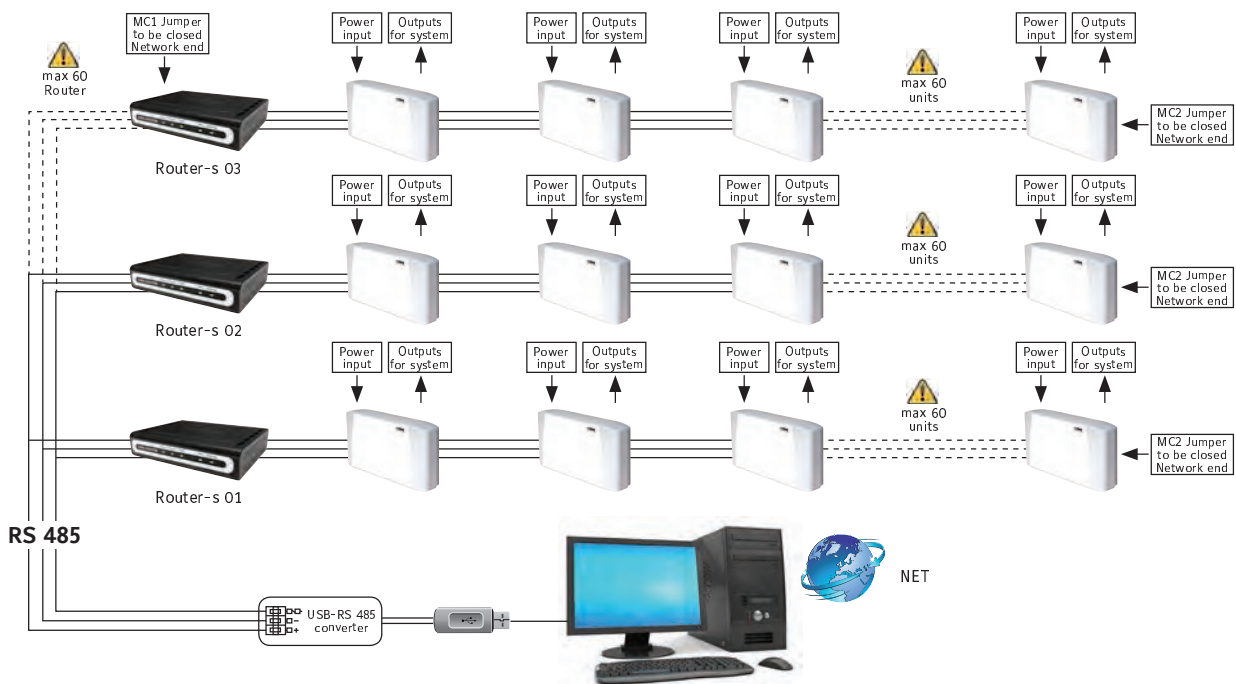 MC1 Jumper
to be closed
Network end
Power
input
Outputs
for system
Power
input
Outputs
for system
Power
input
Outputs
for system
Power
input
Outputs
for system
max 60
Router
max 60
units
MC2 Jumper
to be closed
Network end
Router-s 03
Power
input
Outputs
for system
Power
input
Outputs
for system
Power
input
Outputs
for system
Power
input
Outputs
for system
max 60
units
MC2 Jumper
to be closed
Network end
Router-s 02
Power
input
Outputs
for system
Power
input
Outputs
for system
Power
input
Outputs
for system
Power
input
Outputs
for system
max 60
units
MC2 Jumper
to be closed
Network end
Router-s 01
RS 485
NET
USB-RS 485
converter
-
+